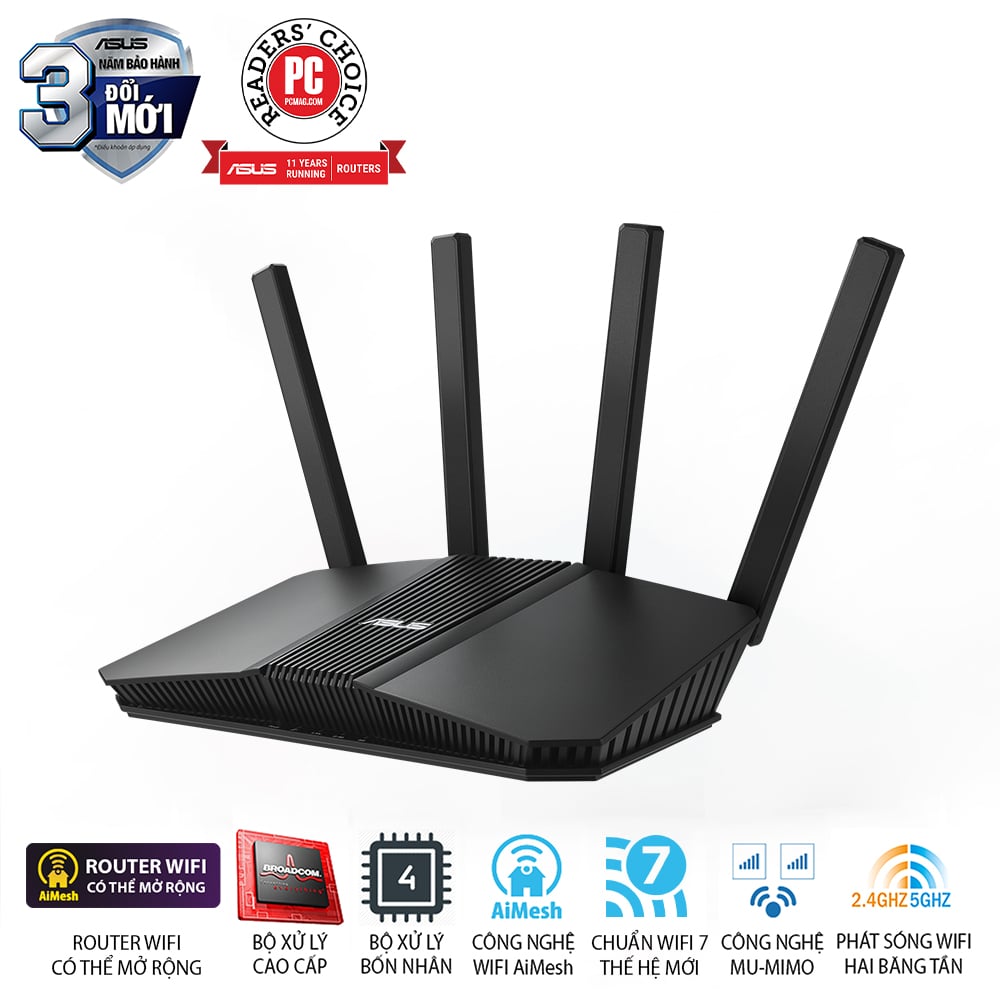 ASUS
3 NĂM BẢO HÀNH
ĐỔI
MỚI
*Điều khoản áp dụng
READERS' CHOICE
PC
PCMAG.COM
ASUS 11 YEARS RUNNING ROUTERS
ASUS
AiMesh
ROUTER WIFI
CÓ THỂ MỞ RỘNG
BROADCOM
4
AiMesh
7
2.4GHZ 5GHZ
ROUTER WIFI
CÓ THỂ MỞ RỘNG
BỘ XỬ LÝ
CAO CẤP
BỘ XỬ LÝ
BỐN NHÂN
CÔNG NGHỆ
WIFI AiMesh
CHUẨN WIFI 7
THẾ HỆ MỚI
CÔNG NGHỆ
MU-MIMO
PHÁT SÓNG WIFI
HAI BĂNG TẦN